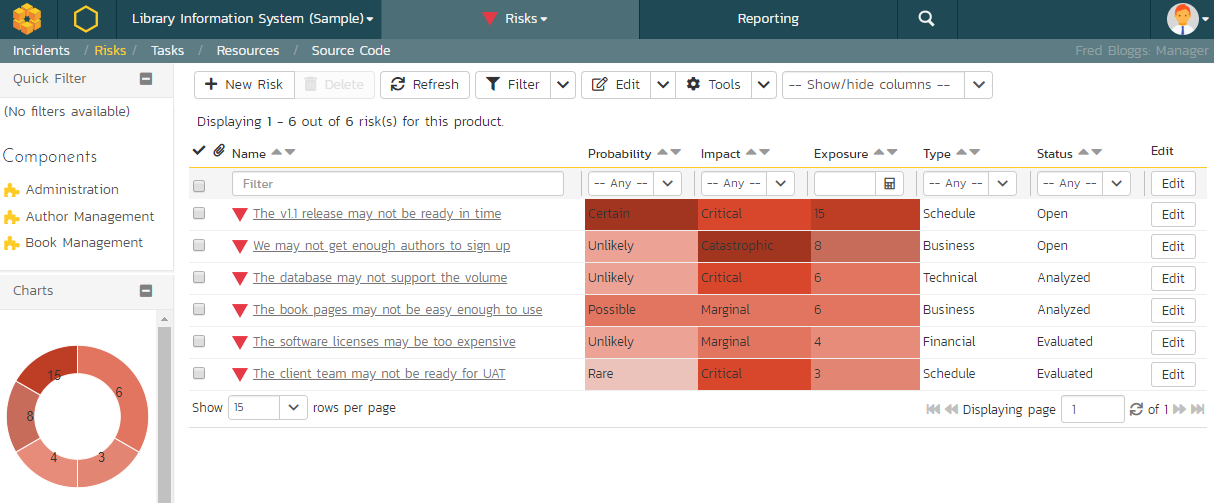 Library Information System (Sample) Risks Reporting
Incidents / Risks / Tasks / Resources / Source Code Fred Bloggs: Manager
Quick Filter
(No filters available)
Components
Administration
Author Management
Book Management
Charts
15
6
8
4
3
New Risk Delete Refresh Filter Edit Tools -- Show/hide columns --
Displaying 1 - 6 out of 6 risk(s) for this product.
Name Probability Impact Exposure Type Status Edit
Filter -- Any -- -- Any -- -- Any -- -- Any -- Edit
The v1.1 release may not be ready in time Certain Critical 15 Schedule Open Edit
We may not get enough authors to sign up Unlikely Catastrophic 8 Business Open Edit
The database may not support the volume Unlikely Critical 6 Technical Analyzed Edit
The book pages may not be easy enough to use Possible Marginal 6 Business Analyzed Edit
The software licenses may be too expensive Unlikely Marginal 4 Financial Evaluated Edit
The client team may not be ready for UAT Rare Critical 3 Schedule Evaluated Edit
Show 15 rows per page Displaying page 1 of 1